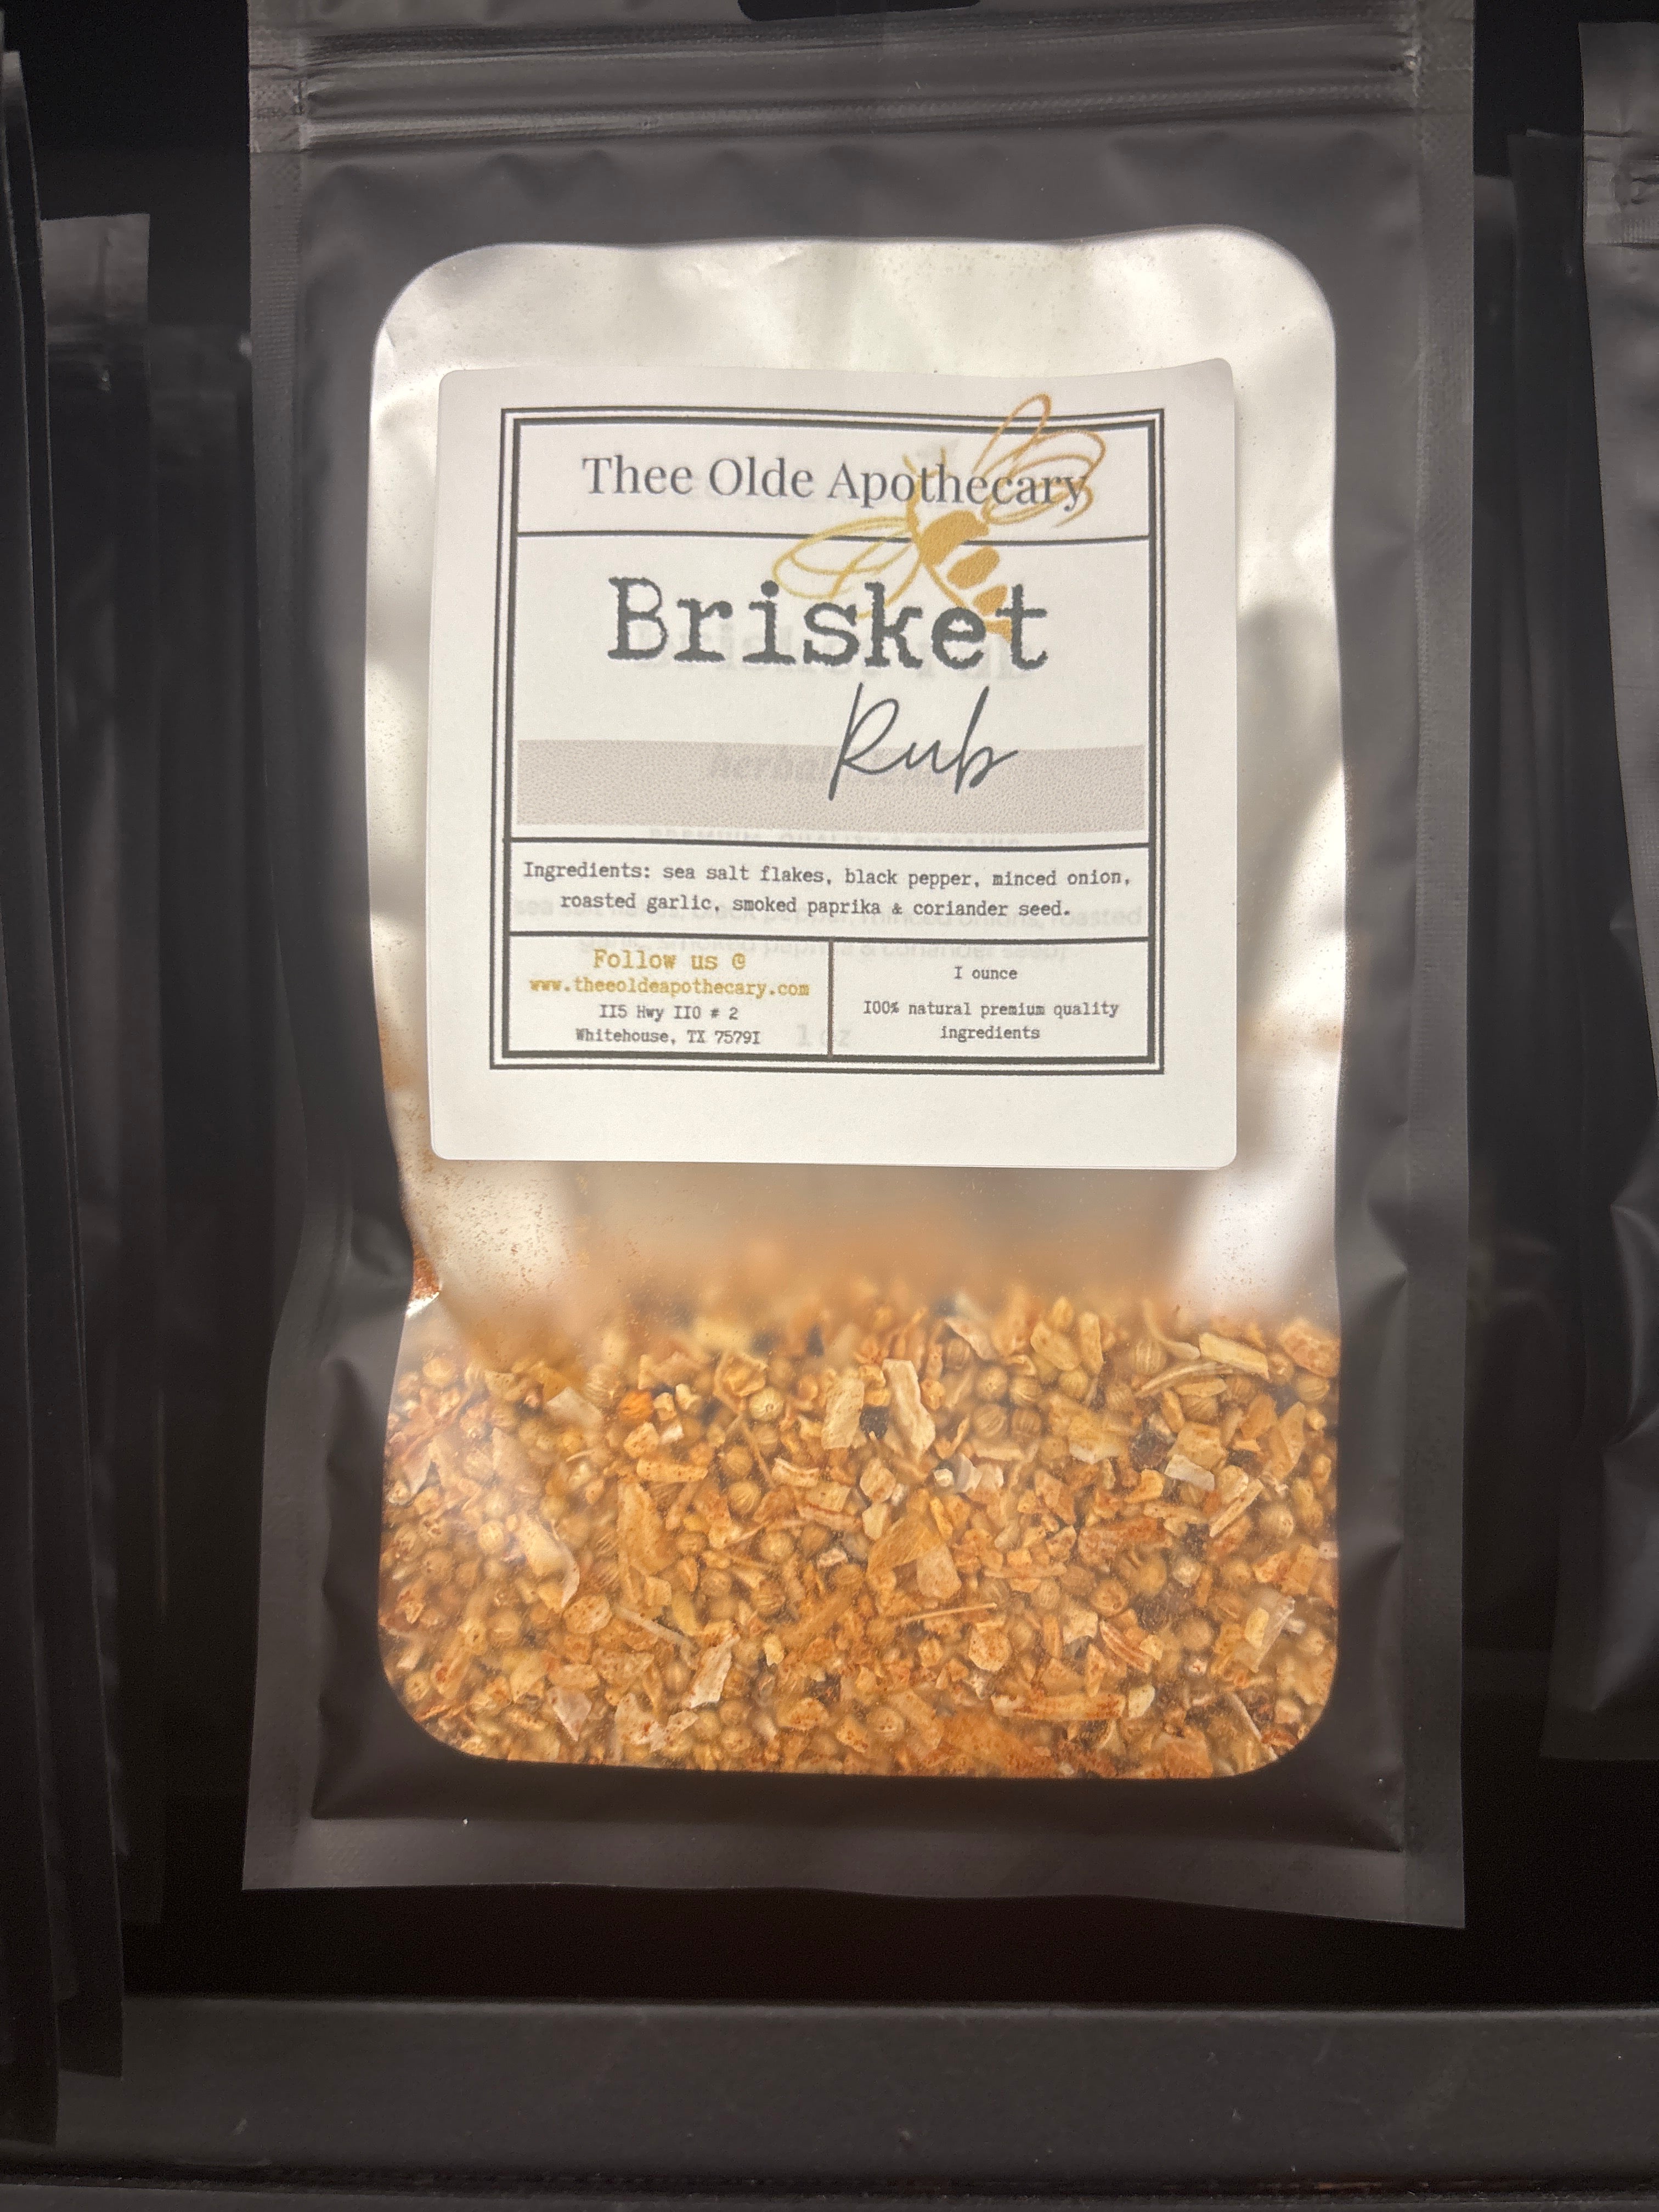 Thee Olde Apothecary
Brisket
Rub
Ingredients: sea salt flakes, black pepper, minced onion,
roasted garlic, smoked paprika & coriander seed.
Follow us @
www.theeoldeapothecary.com
115 Hwy 110 # 2
Whitehouse, TX 75791
1 ounce
100% natural premium quality
ingredients